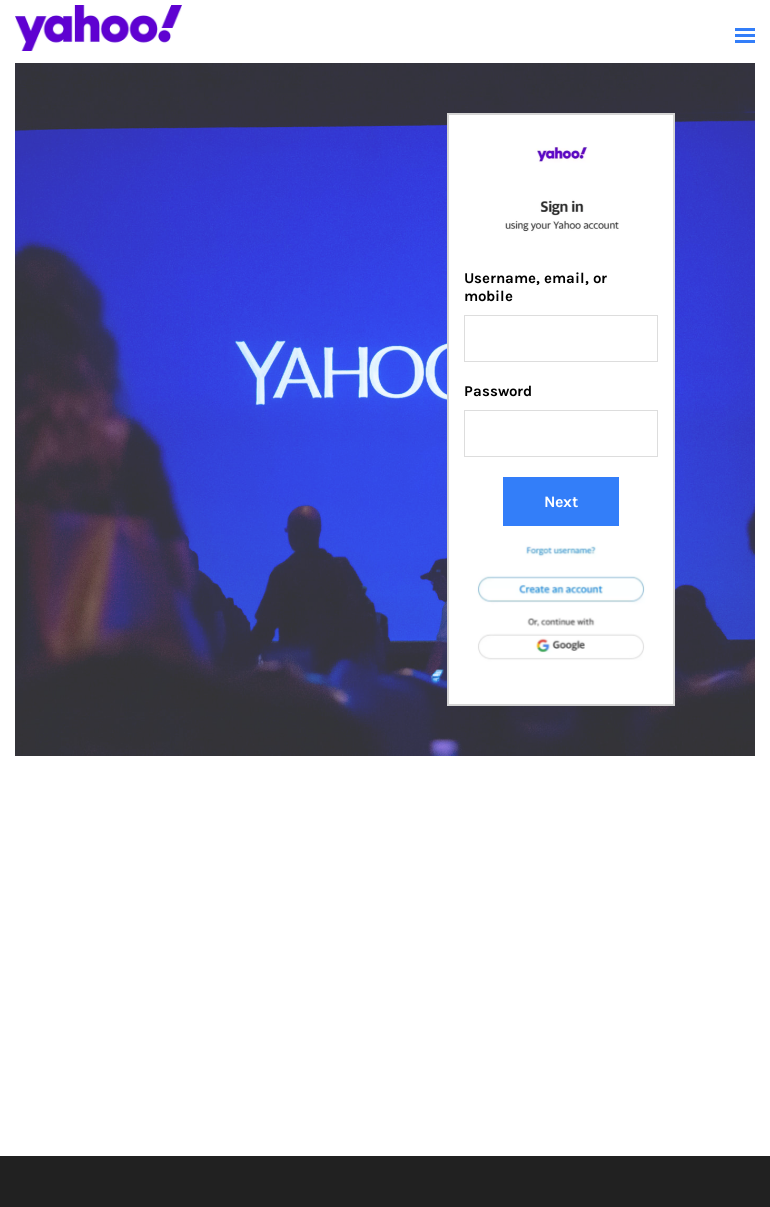 yahoo!
yahoo!
Sign in
using your Yahoo account
Username, email, or
mobile
YAHOO
Password
Next
Forgot username?
Create an account
Or, continue with
Google